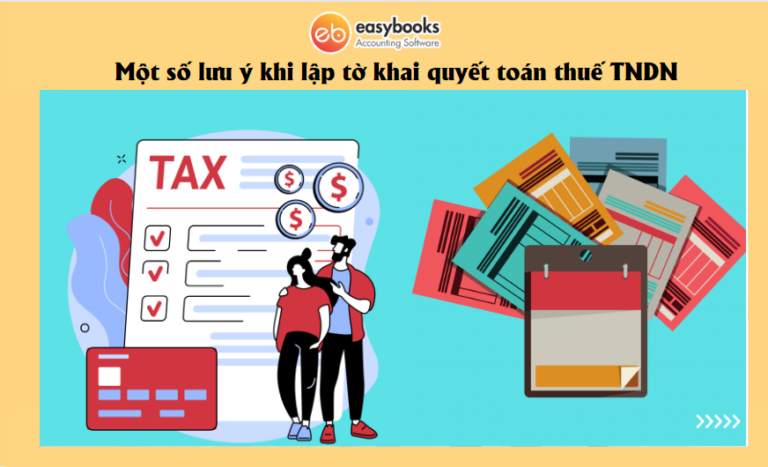 eb easybooks
Accounting Software
Một số lưu ý khi lập tờ khai quyết toán thuế TNDN
TAX
$
$
$